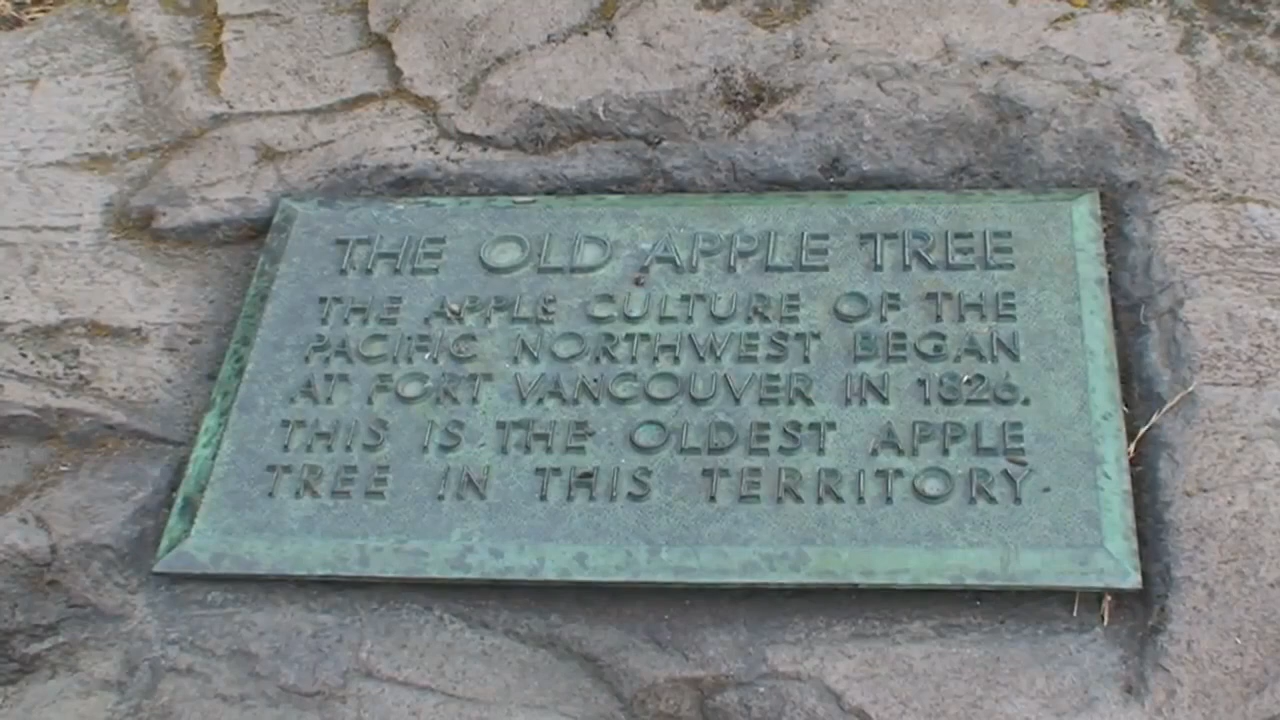 THE OLD APPLE TREE
THE APPLE CULTURE OF THE
PACIFIC NORTHWEST BEGAN
AT FORT VANCOUVER IN 1826.
THIS IS THE OLDEST APPLE
TREE IN THIS TERRITORY.